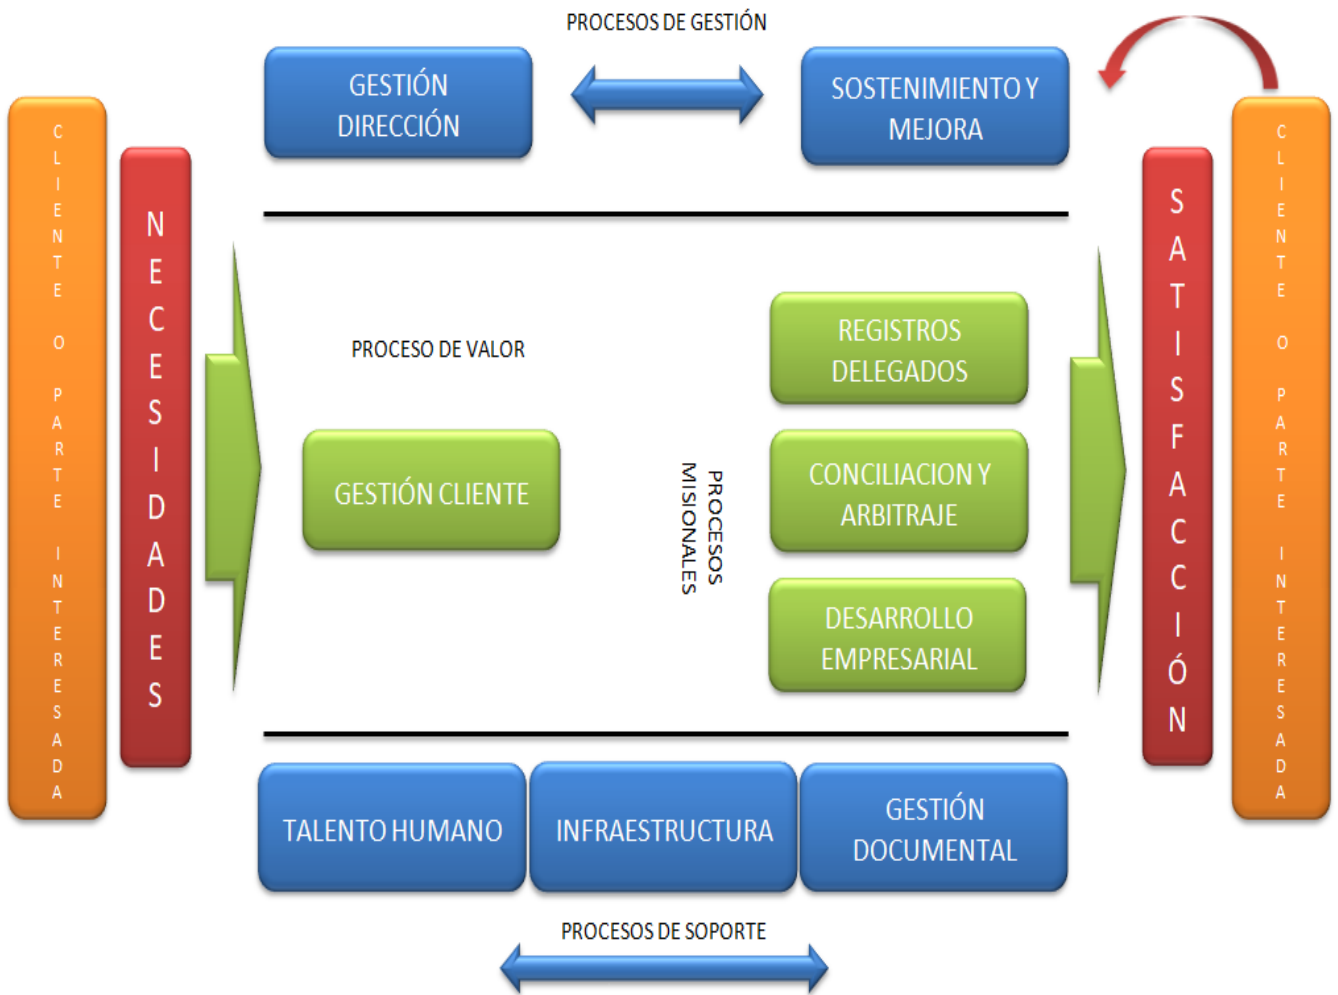 PROCESOS DE GESTIÓN
GESTIÓN
DIRECCIÓN
SOSTENIMIENTO Y
MEJORA
CLIENTE O PARTE INTERESADA
NECESIDADES
PROCESO DE VALOR
GESTIÓN CLIENTE
PROCESOS
MISIONALES
REGISTROS
DELEGADOS
CONCILIACION Y
ARBITRAJE
DESARROLLO
EMPRESARIAL
SATISFACCIÓN
CLIENTE O PARTE INTERESADA
TALENTO HUMANO
INFRAESTRUCTURA
GESTIÓN
DOCUMENTAL
PROCESOS DE SOPORTE